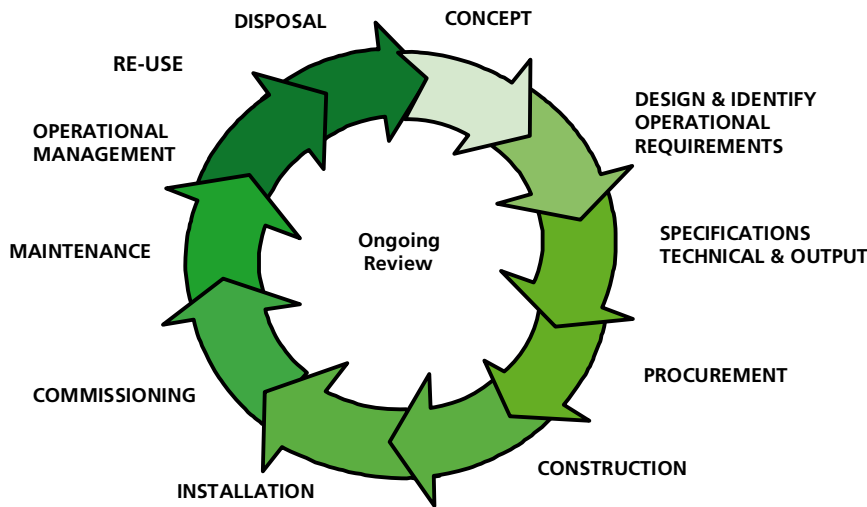 DISPOSAL
CONCEPT
RE-USE
DESIGN & IDENTIFY
OPERATIONAL
REQUIREMENTS
OPERATIONAL
MANAGEMENT
SPECIFICATIONS
TECHNICAL & OUTPUT
MAINTENANCE
Ongoing
Review
PROCUREMENT
COMMISSIONING
CONSTRUCTION
INSTALLATION